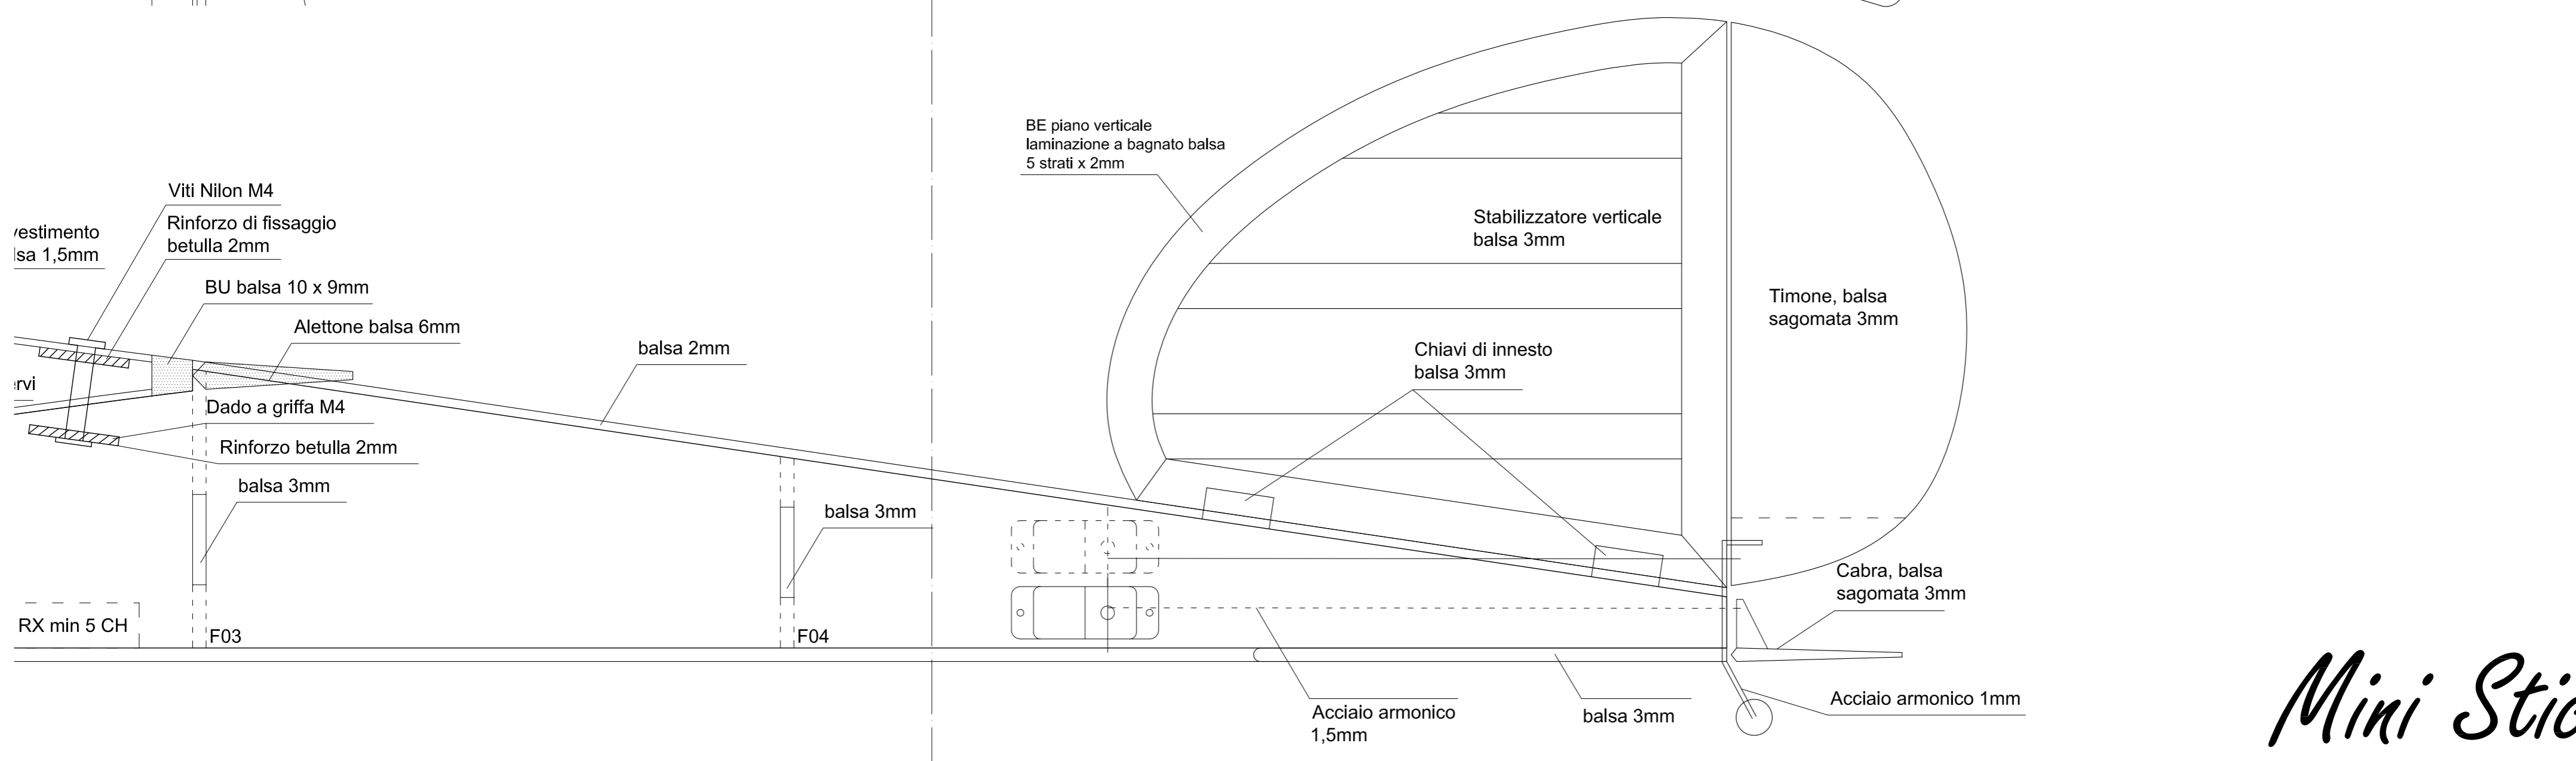 BE piano verticale
laminazione a bagnato balsa
5 strati x 2mm
Viti Nilon M4
Rinforzo di fissaggio
betulla 2mm
1,5mm
BU balsa 10 x 9mm
Alettone balsa 6mm
balsa 2mm
Stabilizzatore verticale
balsa 3mm
Timone, balsa
sagomata 3mm
Chiavi di innesto
balsa 3mm
Dado a griffa M4
Rinforzo betulla 2mm
balsa 3mm
balsa 3mm
RX min 5 CH
F03
F04
Cabra, balsa
sagomata 3mm
Acciaio armonico
1,5mm
balsa 3mm
Acciaio armonico 1mm
Mini